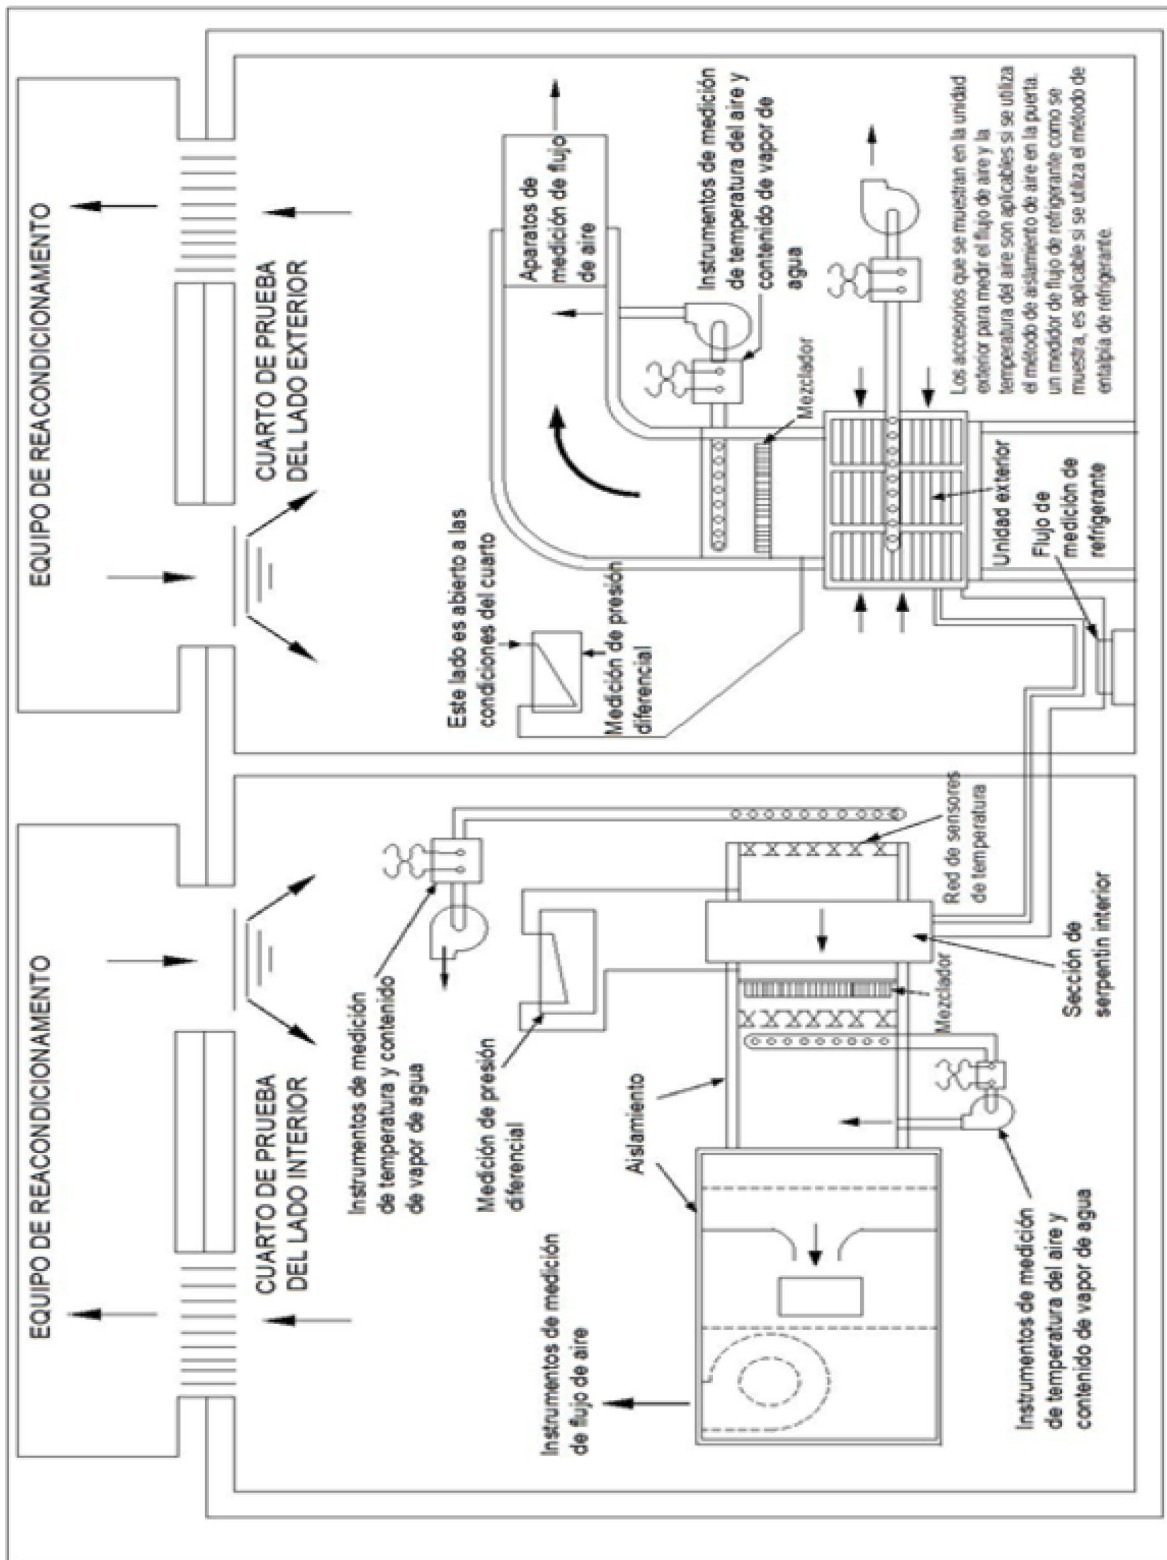 EQUIPO DE REACONDICIONAMENTO
EQUIPO DE REACONDICIONAMIENTO
CUARTO DE PRUEBA
DEL LADO INTERIOR
CUARTO DE PRUEBA
DEL LADO EXTERIOR
Instrumentos de medición
de temperatura y contenido
de vapor de agua
Medición de presión
diferencial
Aislamiento
Instrumentos de medición
de flujo de aire
Mezclador
Red de sensores
de temperatura
Sección de
serpentín interior
Instrumentos de medición
de temperatura del aire y
contenido de vapor de agua
Este lado es abierto a las
condiciones del cuarto
Medición de presión
diferencial
Aparatos de
medición de flujo
de aire
Instrumentos de medición
de temperatura del aire y
contenido de vapor de
agua
Mezclador
Unidad exterior
Flujo de
medición de
refrigerante
Los accesorios que se muestran en la unidad
exterior para medir el flujo de aire y la
temperatura del aire son aplicables si se utiliza
el método de aislamiento de aire en la puerta.
un medidor de flujo de refrigerante como se
muestra, es aplicable si se utiliza el método de
entalpia de refrigerante.